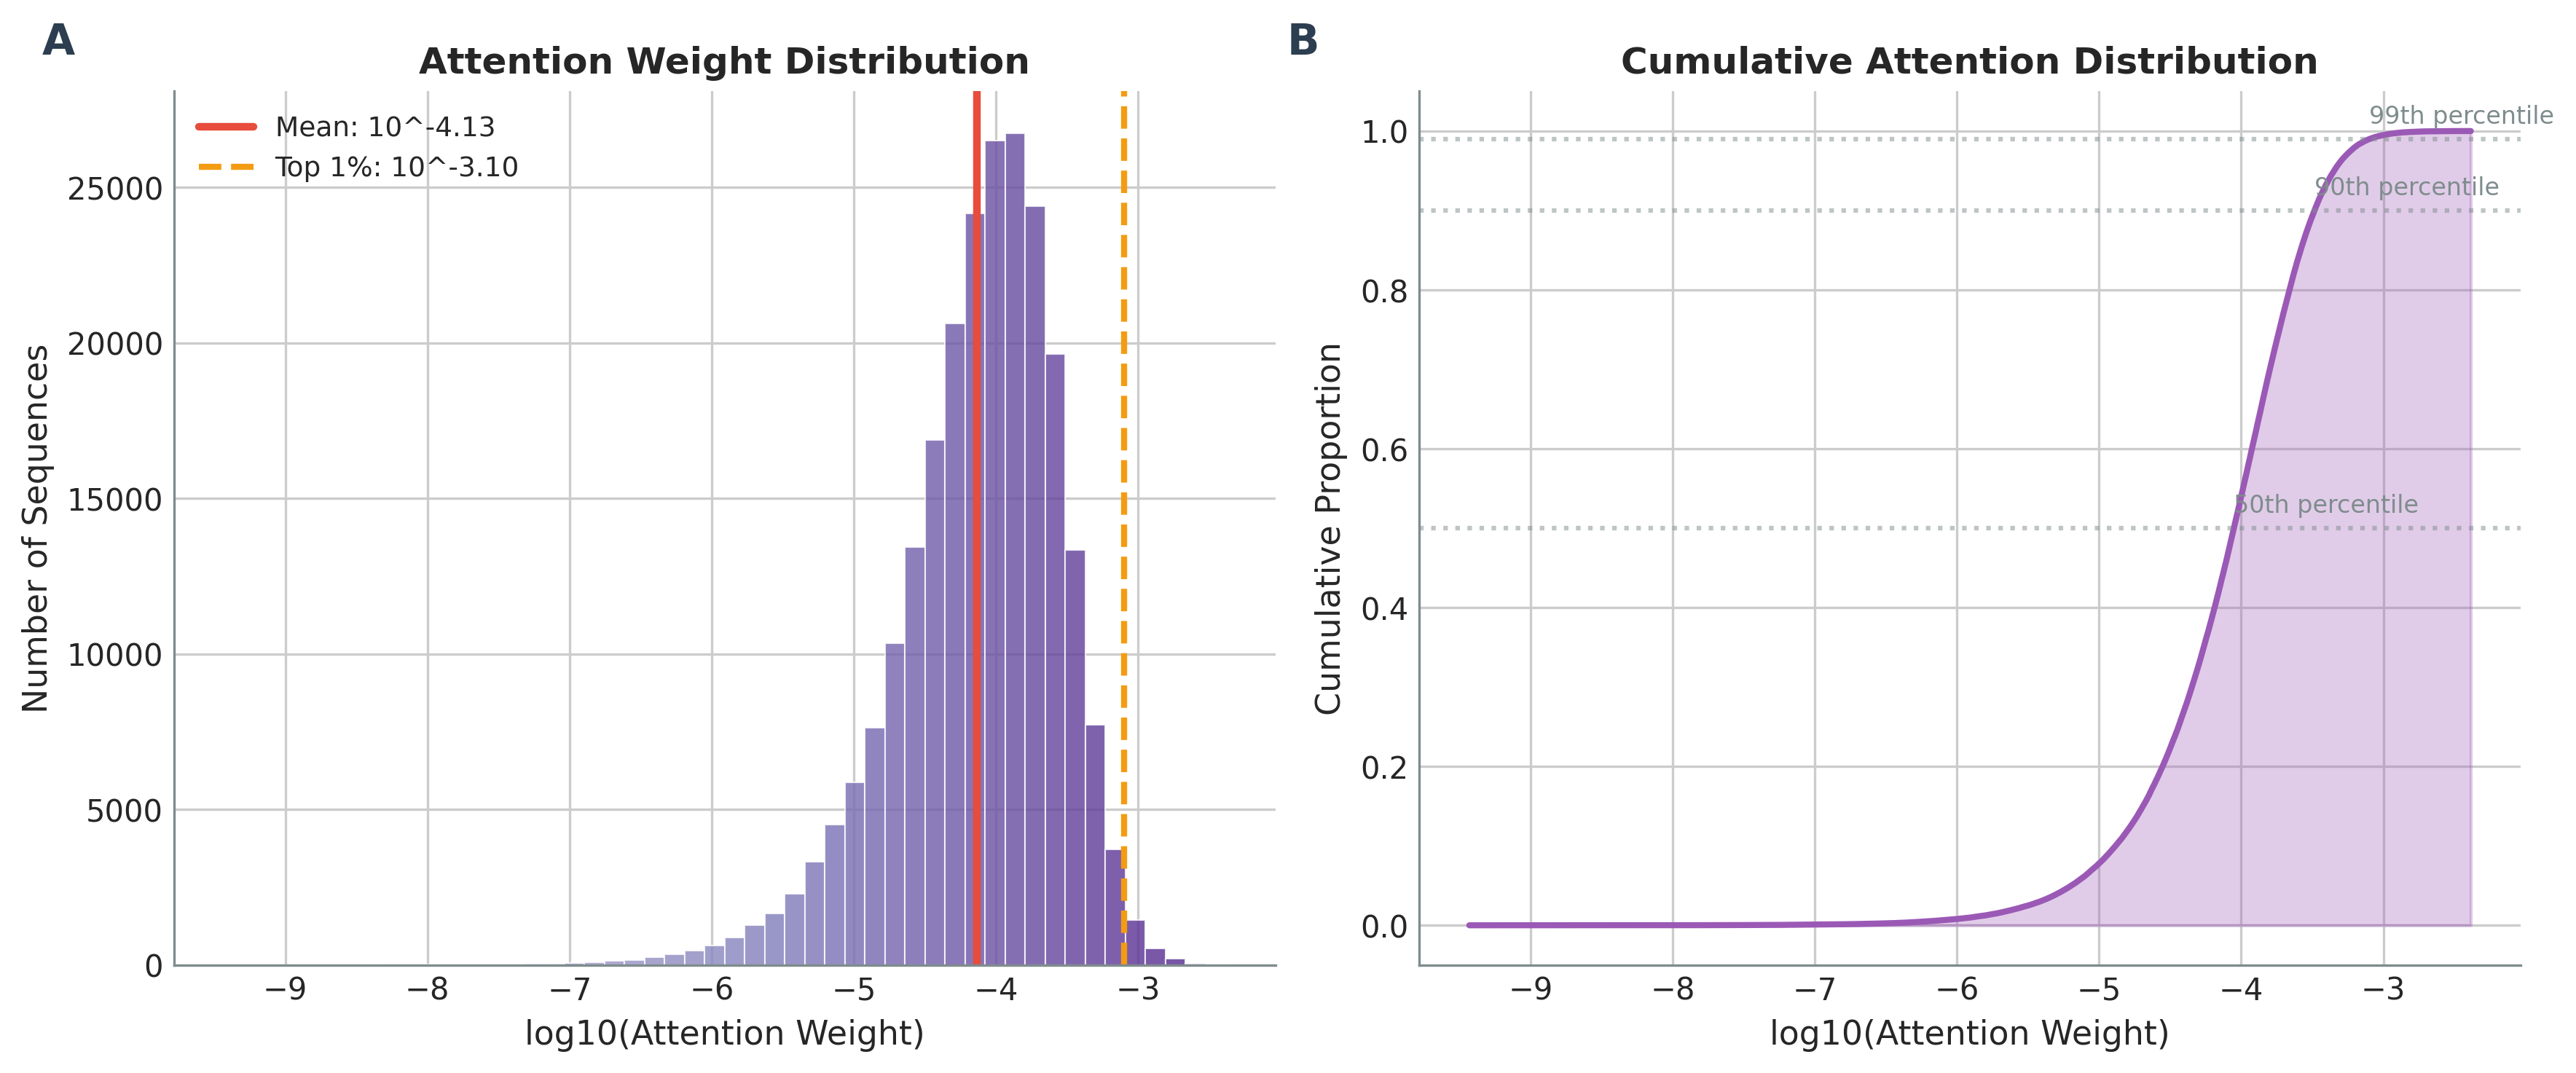 A
Attention Weight Distribution
Mean: 10^-4.13
Top 1%: 10^-3.10
Number of Sequences
25000
20000
15000
10000
5000
0
−9 −8 −7 −6 −5 −4 −3
log10(Attention Weight)
B
Cumulative Attention Distribution
99th percentile
90th percentile
50th percentile
Cumulative Proportion
1.0
0.8
0.6
0.4
0.2
0.0
−9 −8 −7 −6 −5 −4 −3
log10(Attention Weight)